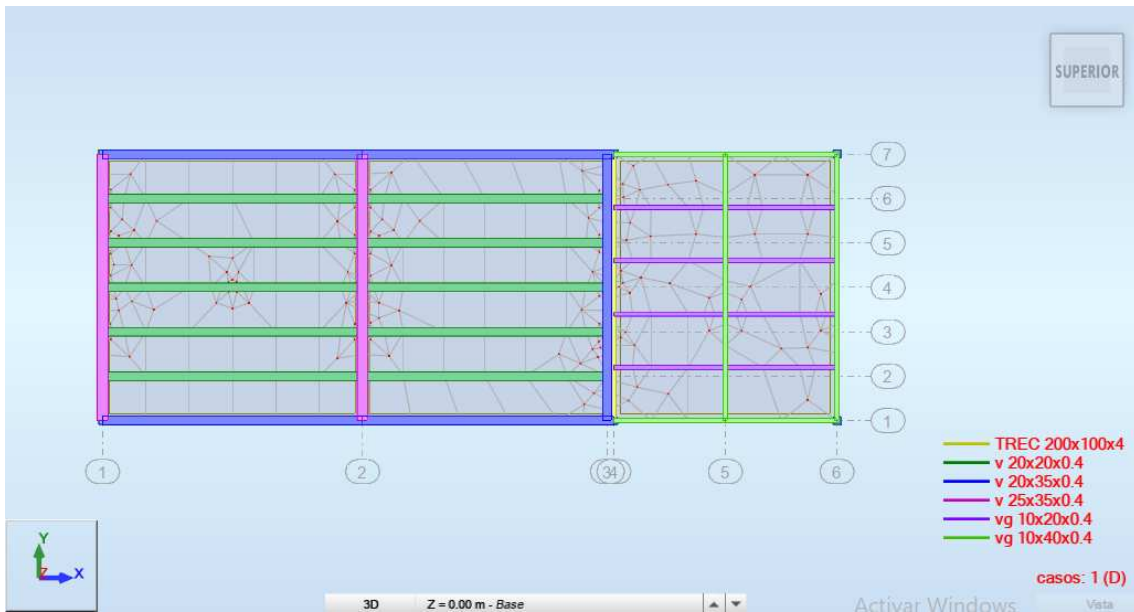 SUPERIOR
7
6
5
4
3
2
1
1
2
34
5
6
TREC 200x100x4
v 20x20x0.4
v 20x35x0.4
v 25x35x0.4
vg 10x20x0.4
vg 10x40x0.4
casos: 1 (D)
Y
Z
X
3D Z = 0.00 m - Base
Activar Windows
Vista